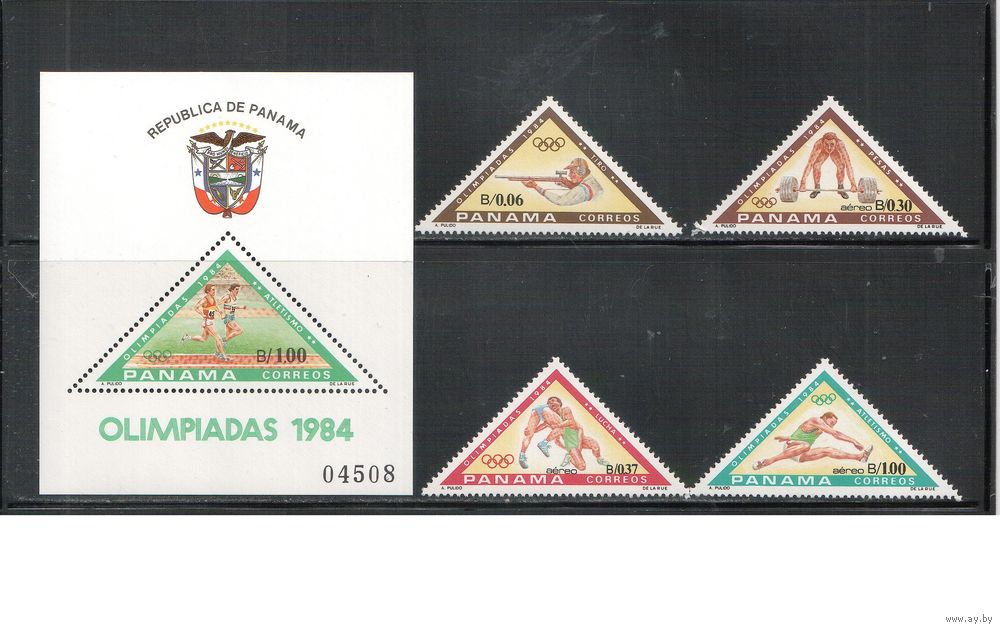 REPUBLICA DE PANAMA
OLIMPIADAS 1984 ** ATLETISMO **
B/1.00
PANAMA CORREOS
A. PULIDO DE LA RUE
OLIMPIADAS 1984
04508
OLIMPIADAS 1984 ** TIRO **
B/0.06
PANAMA CORREOS
A. PULIDO DE LA RUE
OLIMPIADAS 1984 ** PESAS **
aéreo B/0.30
PANAMA CORREOS
A. PULIDO DE LA RUE
OLIMPIADAS 1984 ** LUCHA **
aéreo B/0.37
PANAMA CORREOS
A. PULIDO DE LA RUE
OLIMPIADAS 1984 ** ATLETISMO **
aéreo B/1.00
PANAMA CORREOS
A. PULIDO DE LA RUE
www.ay.by